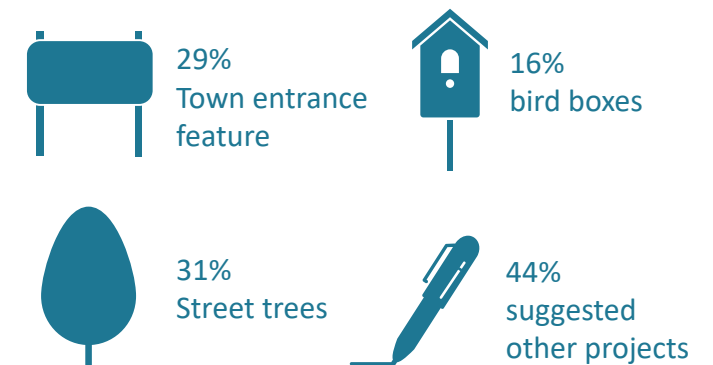 29%
Town entrance
feature
16%
bird boxes
31%
Street trees
44%
suggested
other projects